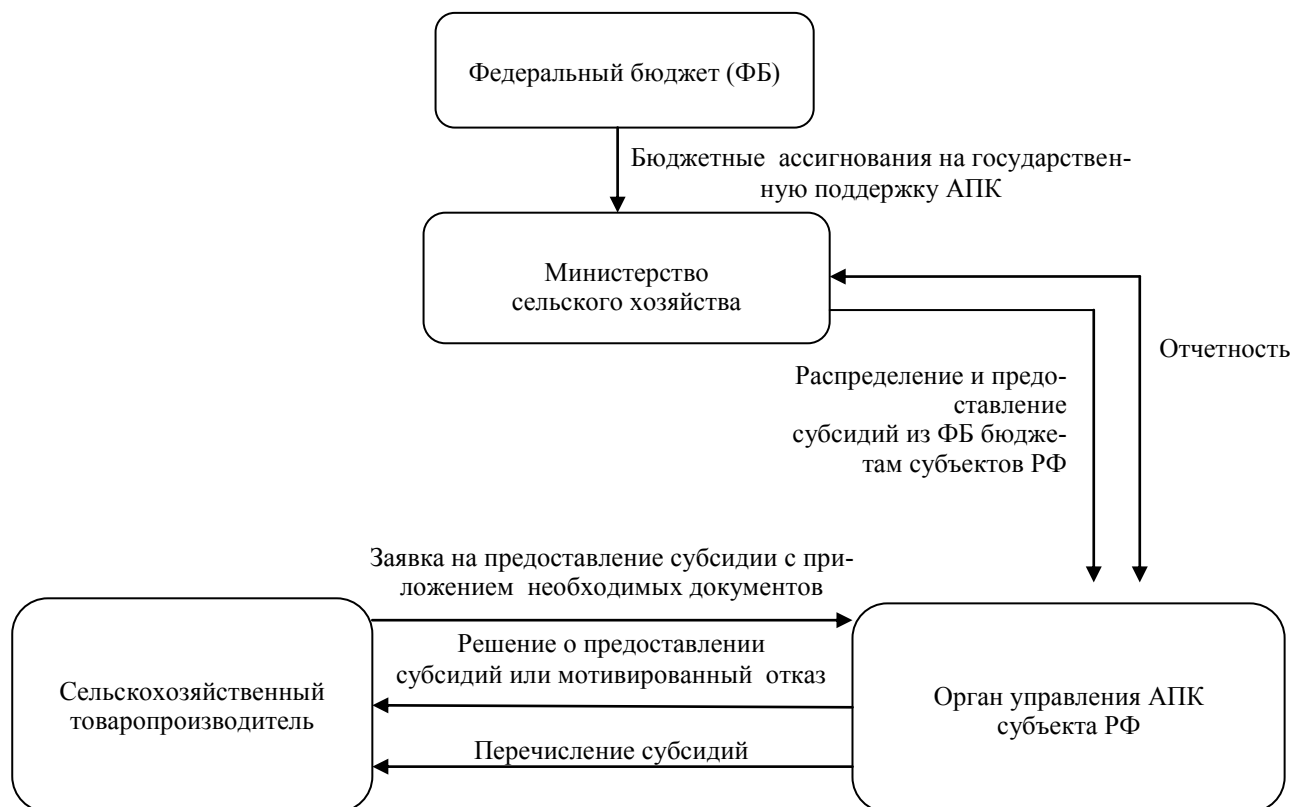 Федеральный бюджет (ФБ)
Бюджетные ассигнования на государствен-
ную поддержку АПК
Министерство
сельского хозяйства
Отчетность
Распределение и предо-
ставление
субсидий из ФБ бюдже-
там субъектов РФ
Заявка на предоставление субсидии с при-
ложением необходимых документов
Решение о предоставлении
субсидий или мотивированный отказ
Сельскохозяйственный
товаропроизводитель
Орган управления АПК
субъекта РФ
Перечисление субсидий